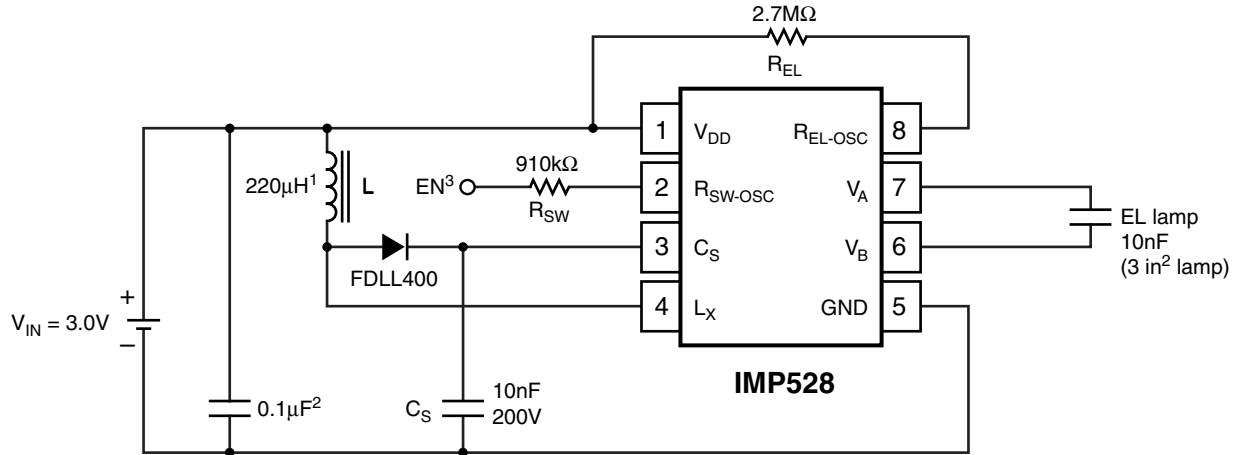 2.7MΩ
R_EL
1 V_DD
R_EL-OSC 8
910kΩ
220μH¹ L EN³
2 R_SW-OSC
V_A 7
R_SW
EL lamp
10nF
(3 in² lamp)
3 C_S
V_B 6
FDLL400
4 L_X
GND 5
+
V_IN = 3.0V
−
IMP528
0.1μF²
C_S
10nF
200V